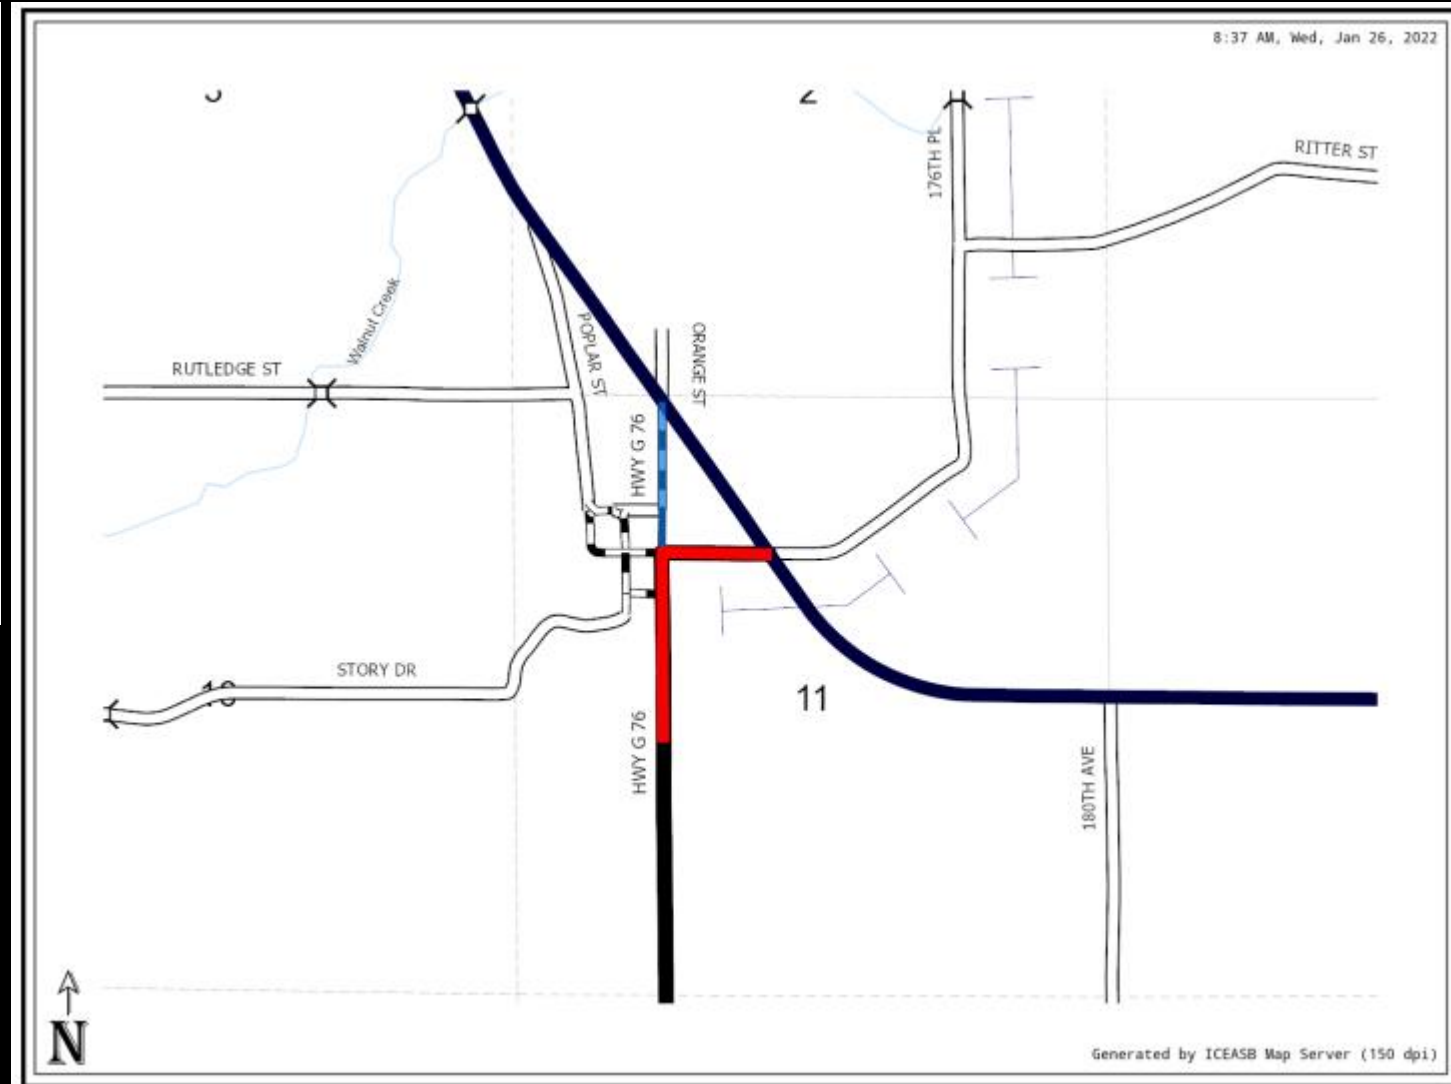 8:37 AM, Wed, Jan 26, 2022
2
176TH PL
RITTER ST
Walnut Creek
POPLAR ST
ORANGE ST
RUTLEDGE ST
HWY G 76
STORY DR
11
HWY G 76
180TH AVE
N
Generated by ICEASB Map Server (150 dpi)